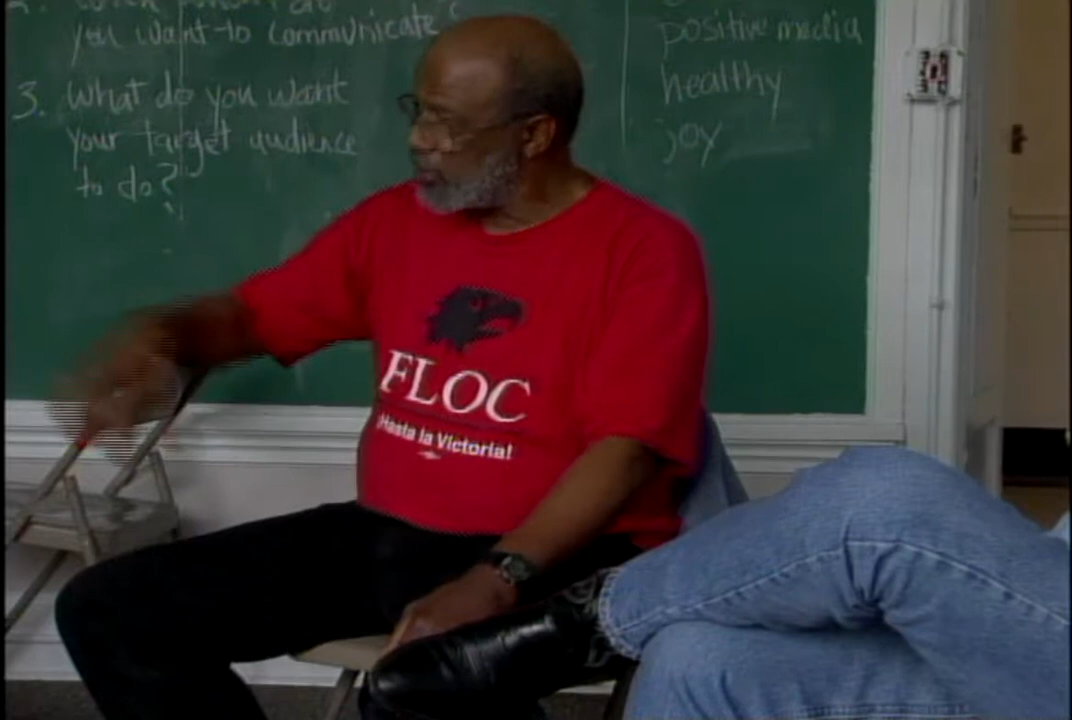 you want to communicate?
3. What do you want
your target audience
to do?
positive media
healthy
joy
FLOC
¡Hasta la Victoria!